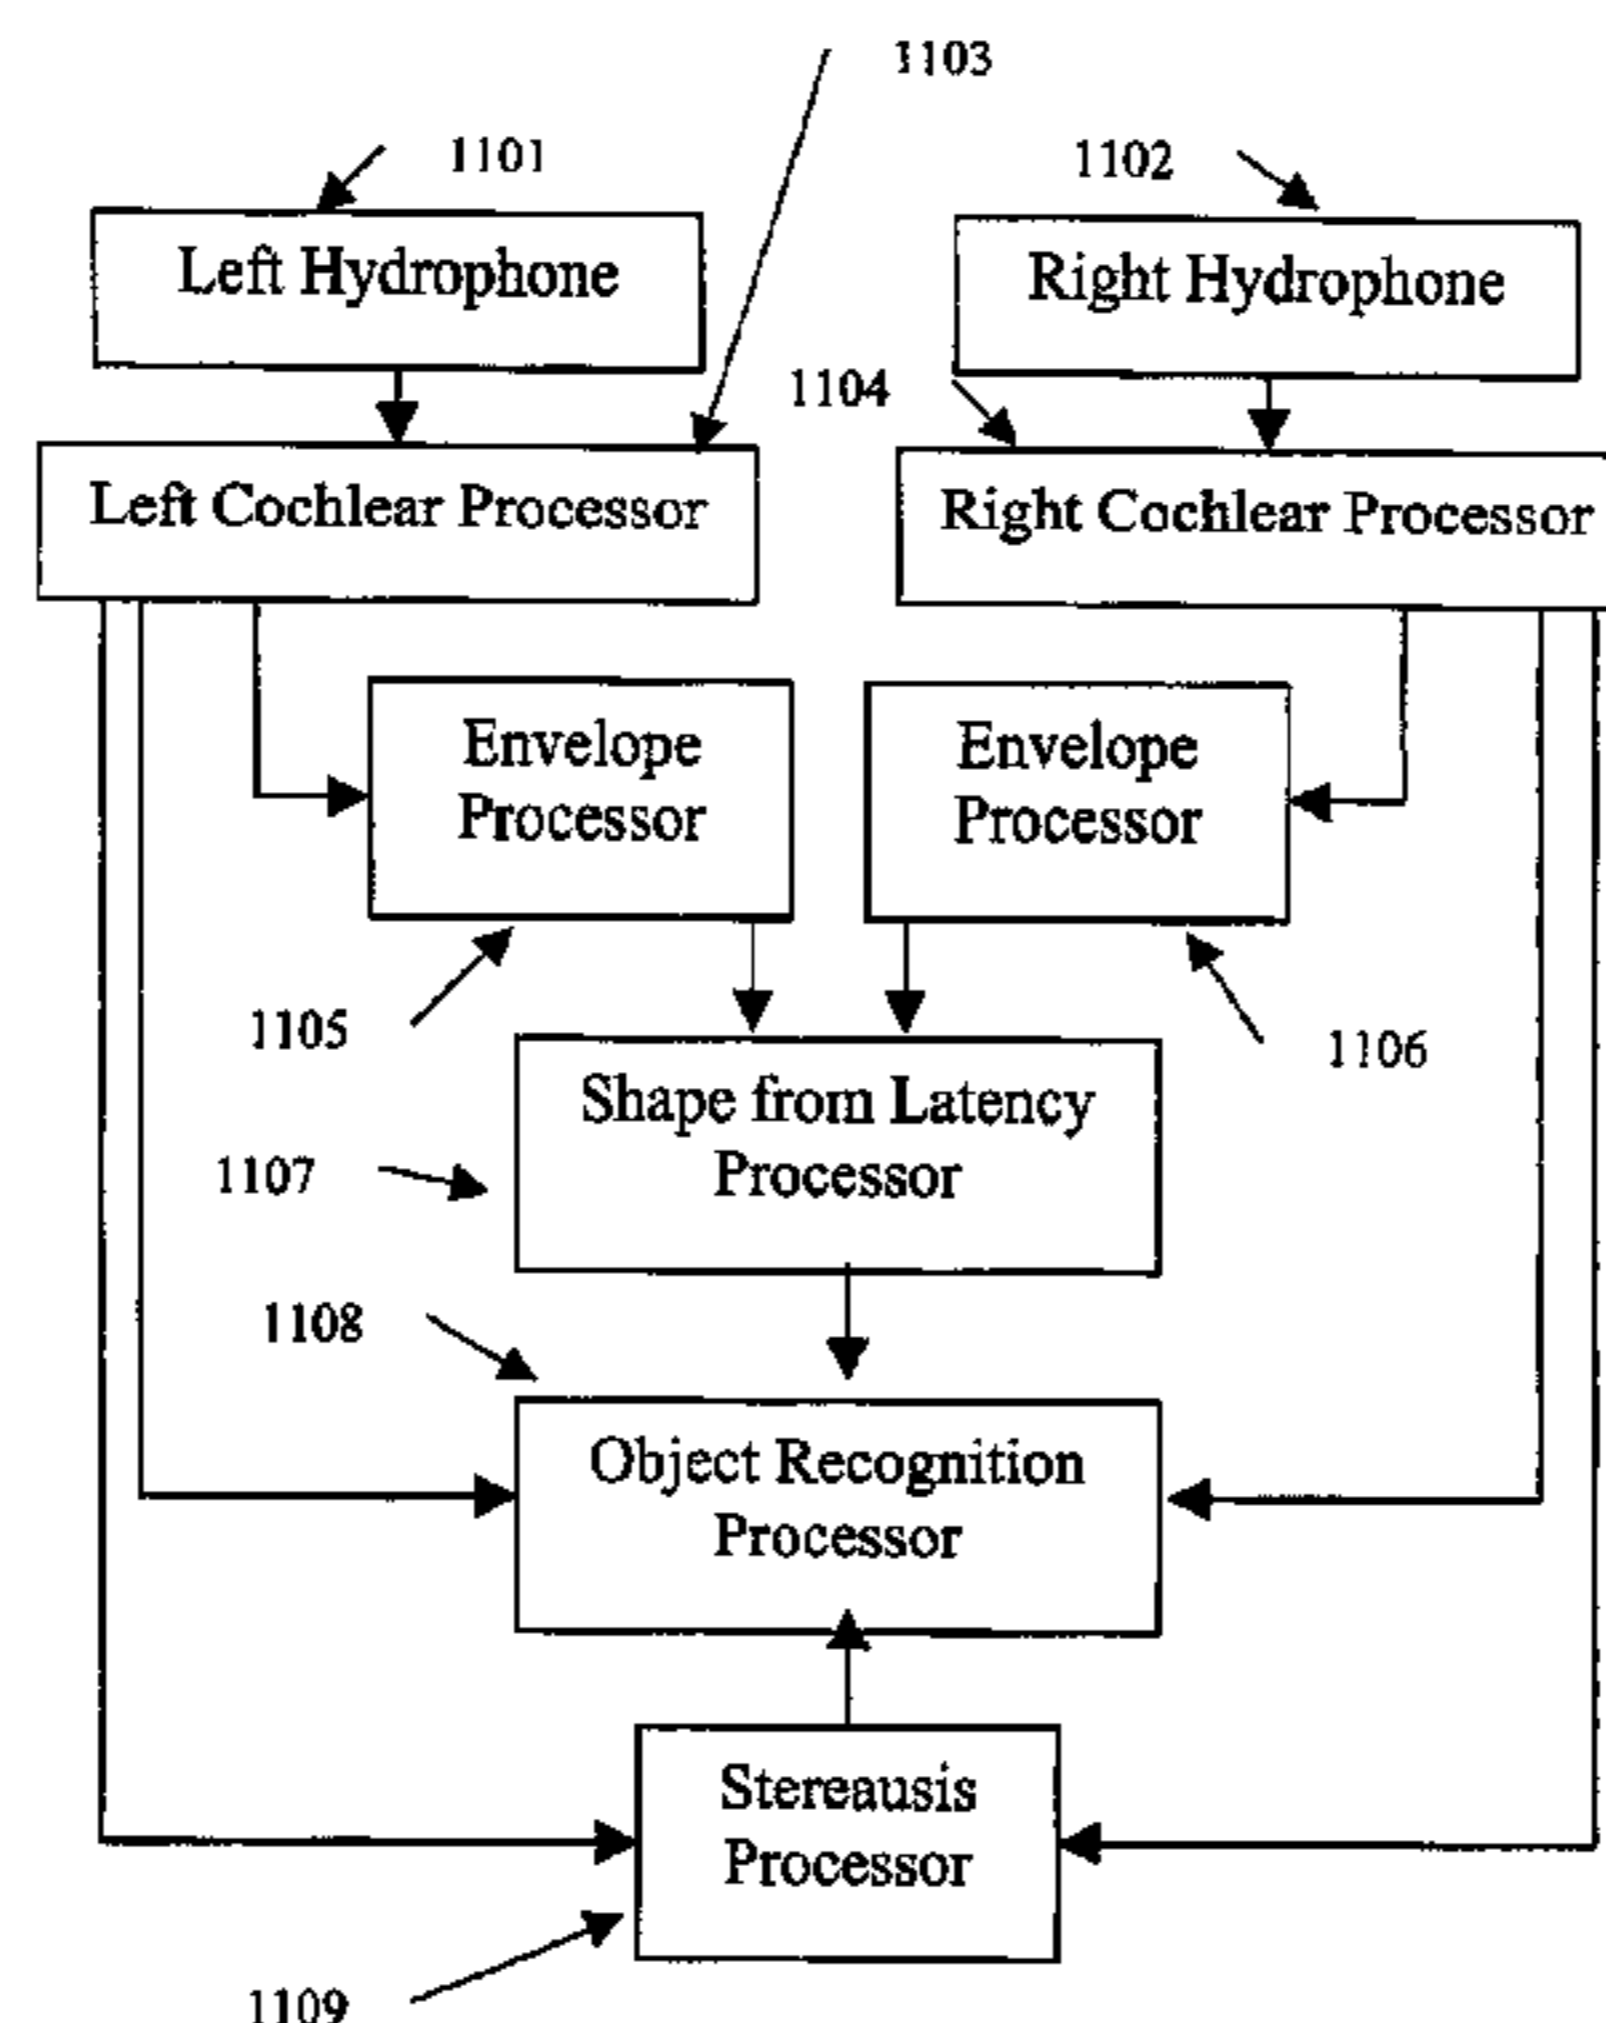 1103
1101
1102
Left Hydrophone
Right Hydrophone
1104
Left Cochlear Processor
Right Cochlear Processor
Envelope
Processor
Envelope
Processor
1105
1106
Shape from Latency
Processor
1107
1108
Object Recognition
Processor
Stereausis
Processor
1109